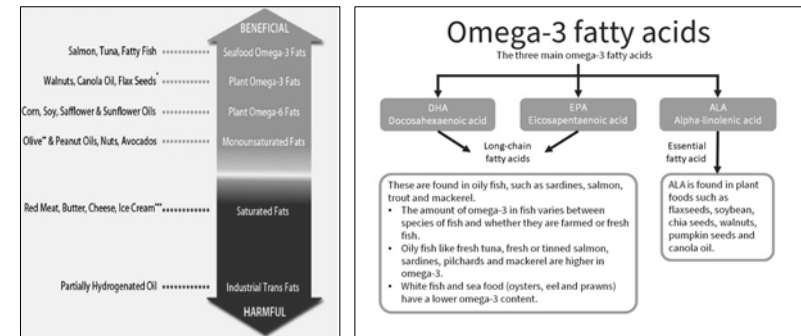 BENEFICIAL
Salmon, Tuna, Fatty Fish ············ Seafood Omega-3 Fats
Walnuts, Canola Oil, Flax Seeds* ············ Plant Omega-3 Fats
Corn, Soy, Safflower & Sunflower Oils ············ Plant Omega-6 Fats
Olive** & Peanut Oils, Nuts, Avocados ············ Monounsaturated Fats
Red Meat, Butter, Cheese, Ice Cream*** ············ Saturated Fats
Partially Hydrogenated Oil ············ Industrial Trans Fats
HARMFUL
Omega-3 fatty acids
The three main omega-3 fatty acids
DHA
Docosahexaenoic acid
EPA
Eicosapentaenoic acid
ALA
Alpha-linolenic acid
Long-chain
fatty acids
Essential
fatty acid
These are found in oily fish, such as sardines, salmon,
trout and mackerel.
• The amount of omega-3 in fish varies between
species of fish and whether they are farmed or fresh
fish.
• Oily fish like fresh tuna, fresh or tinned salmon,
sardines, pilchards and mackerel are higher in
omega-3.
• White fish and sea food (oysters, eel and prawns)
have a lower omega-3 content.
ALA is found in plant
foods such as
flaxseeds, soybean,
chia seeds, walnuts,
pumpkin seeds and
canola oil.